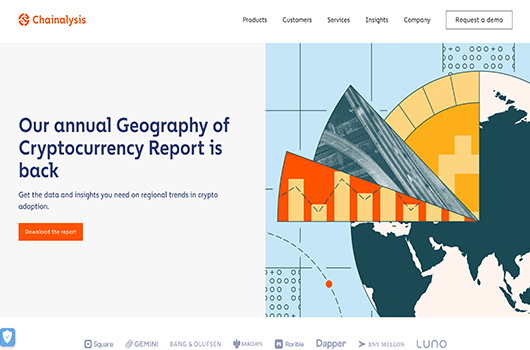 Chainalysis
Products Customers Services Insights Company Request a demo
Our annual Geography of
Cryptocurrency Report is
back
Get the data and insights you need on regional trends in crypto
adoption.
Download the report
Square GEMINI BANG & OLUFSEN BARCLAYS Rarible Dapper BNY MELLON LUNO